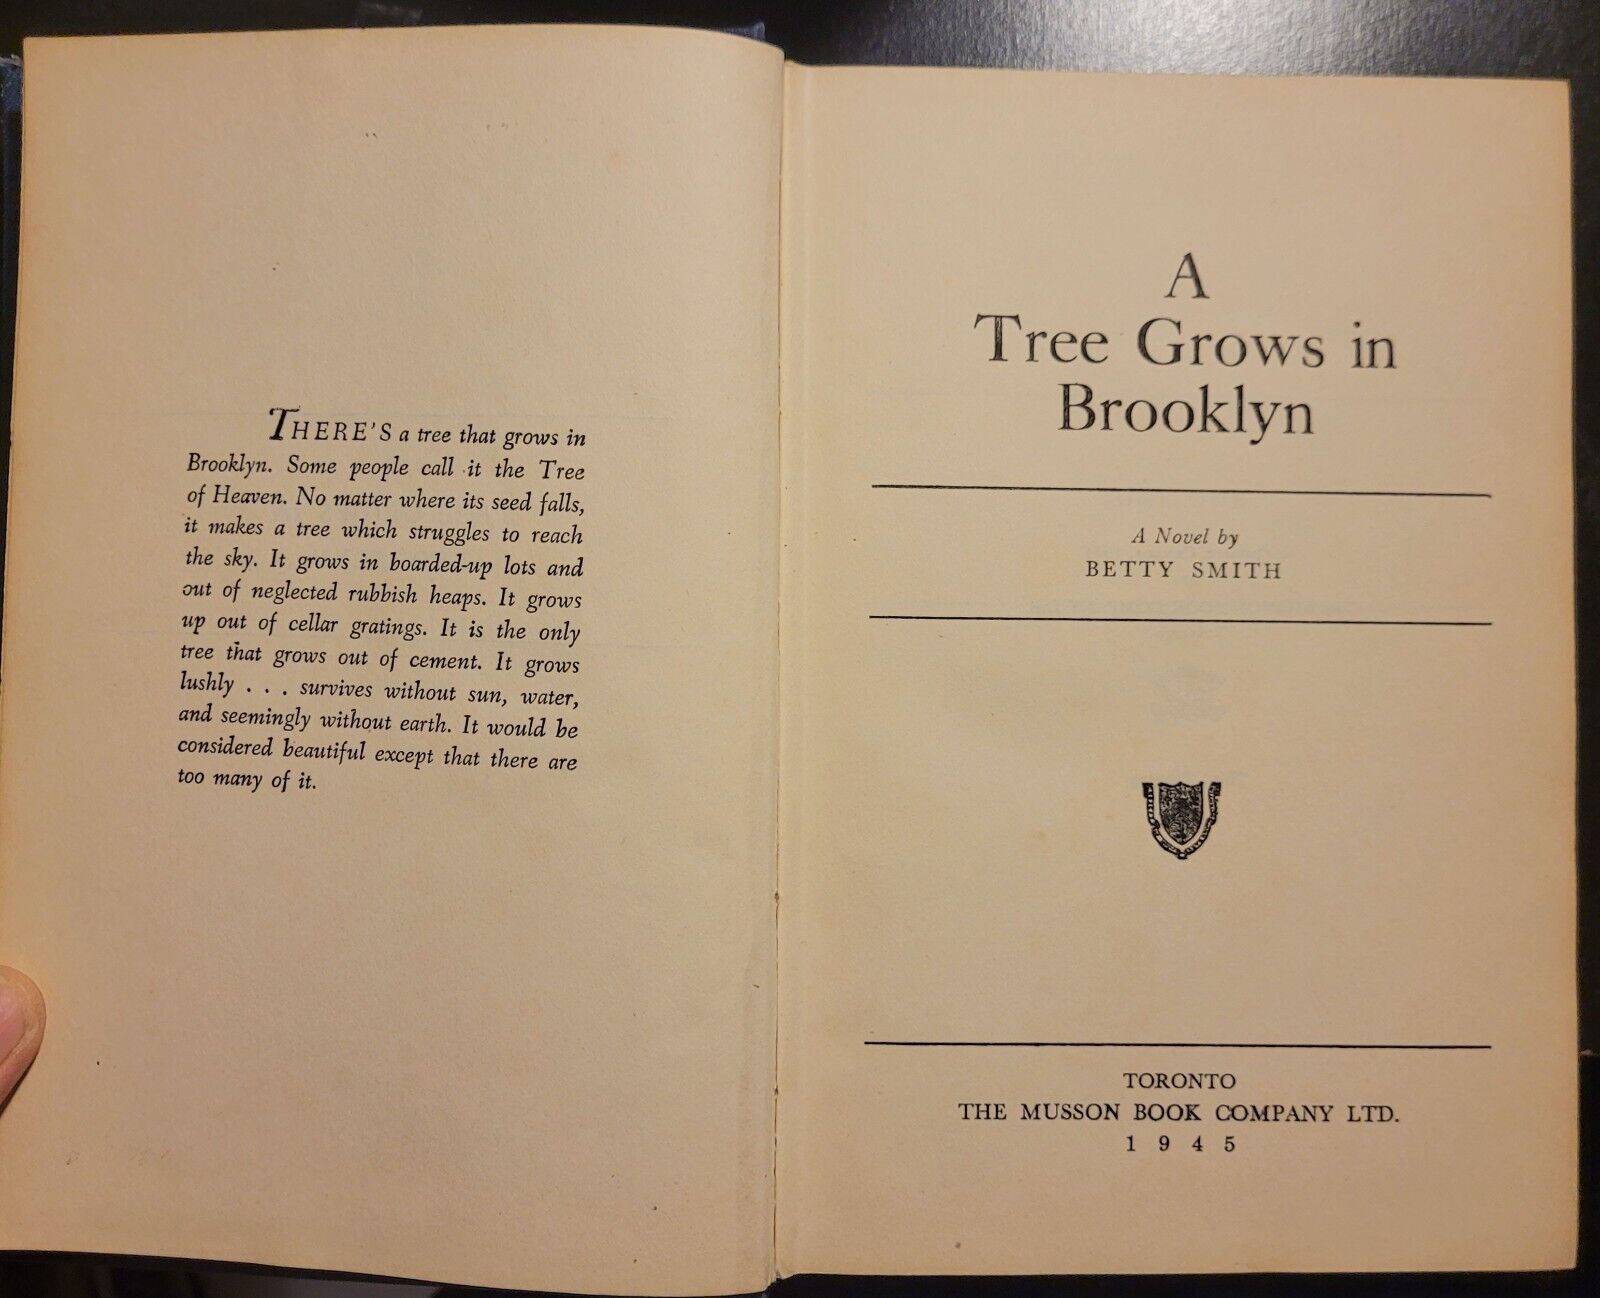 THERE'S a tree that grows in
Brooklyn. Some people call it the Tree
of Heaven. No matter where its seed falls,
it makes a tree which struggles to reach
the sky. It grows in boarded-up lots and
out of neglected rubbish heaps. It grows
up out of cellar gratings. It is the only
tree that grows out of cement. It grows
lushly . . . survives without sun, water,
and seemingly without earth. It would be
considered beautiful except that there are
too many of it.
A
Tree Grows in
Brooklyn
A Novel by
BETTY SMITH
TORONTO
THE MUSSON BOOK COMPANY LTD.
1 9 4 5